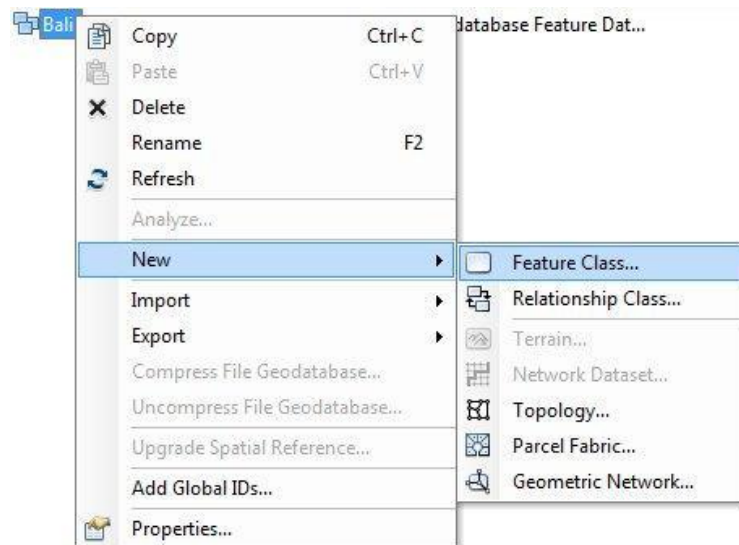 Bali
database Feature Dat...
Copy Ctrl+C
Paste Ctrl+V
Delete
Rename F2
Refresh
Analyze...
New
Import
Export
Compress File Geodatabase...
Uncompress File Geodatabase...
Upgrade Spatial Reference...
Add Global IDs...
Properties...
Feature Class...
Relationship Class...
Terrain...
Network Dataset...
Topology...
Parcel Fabric...
Geometric Network...